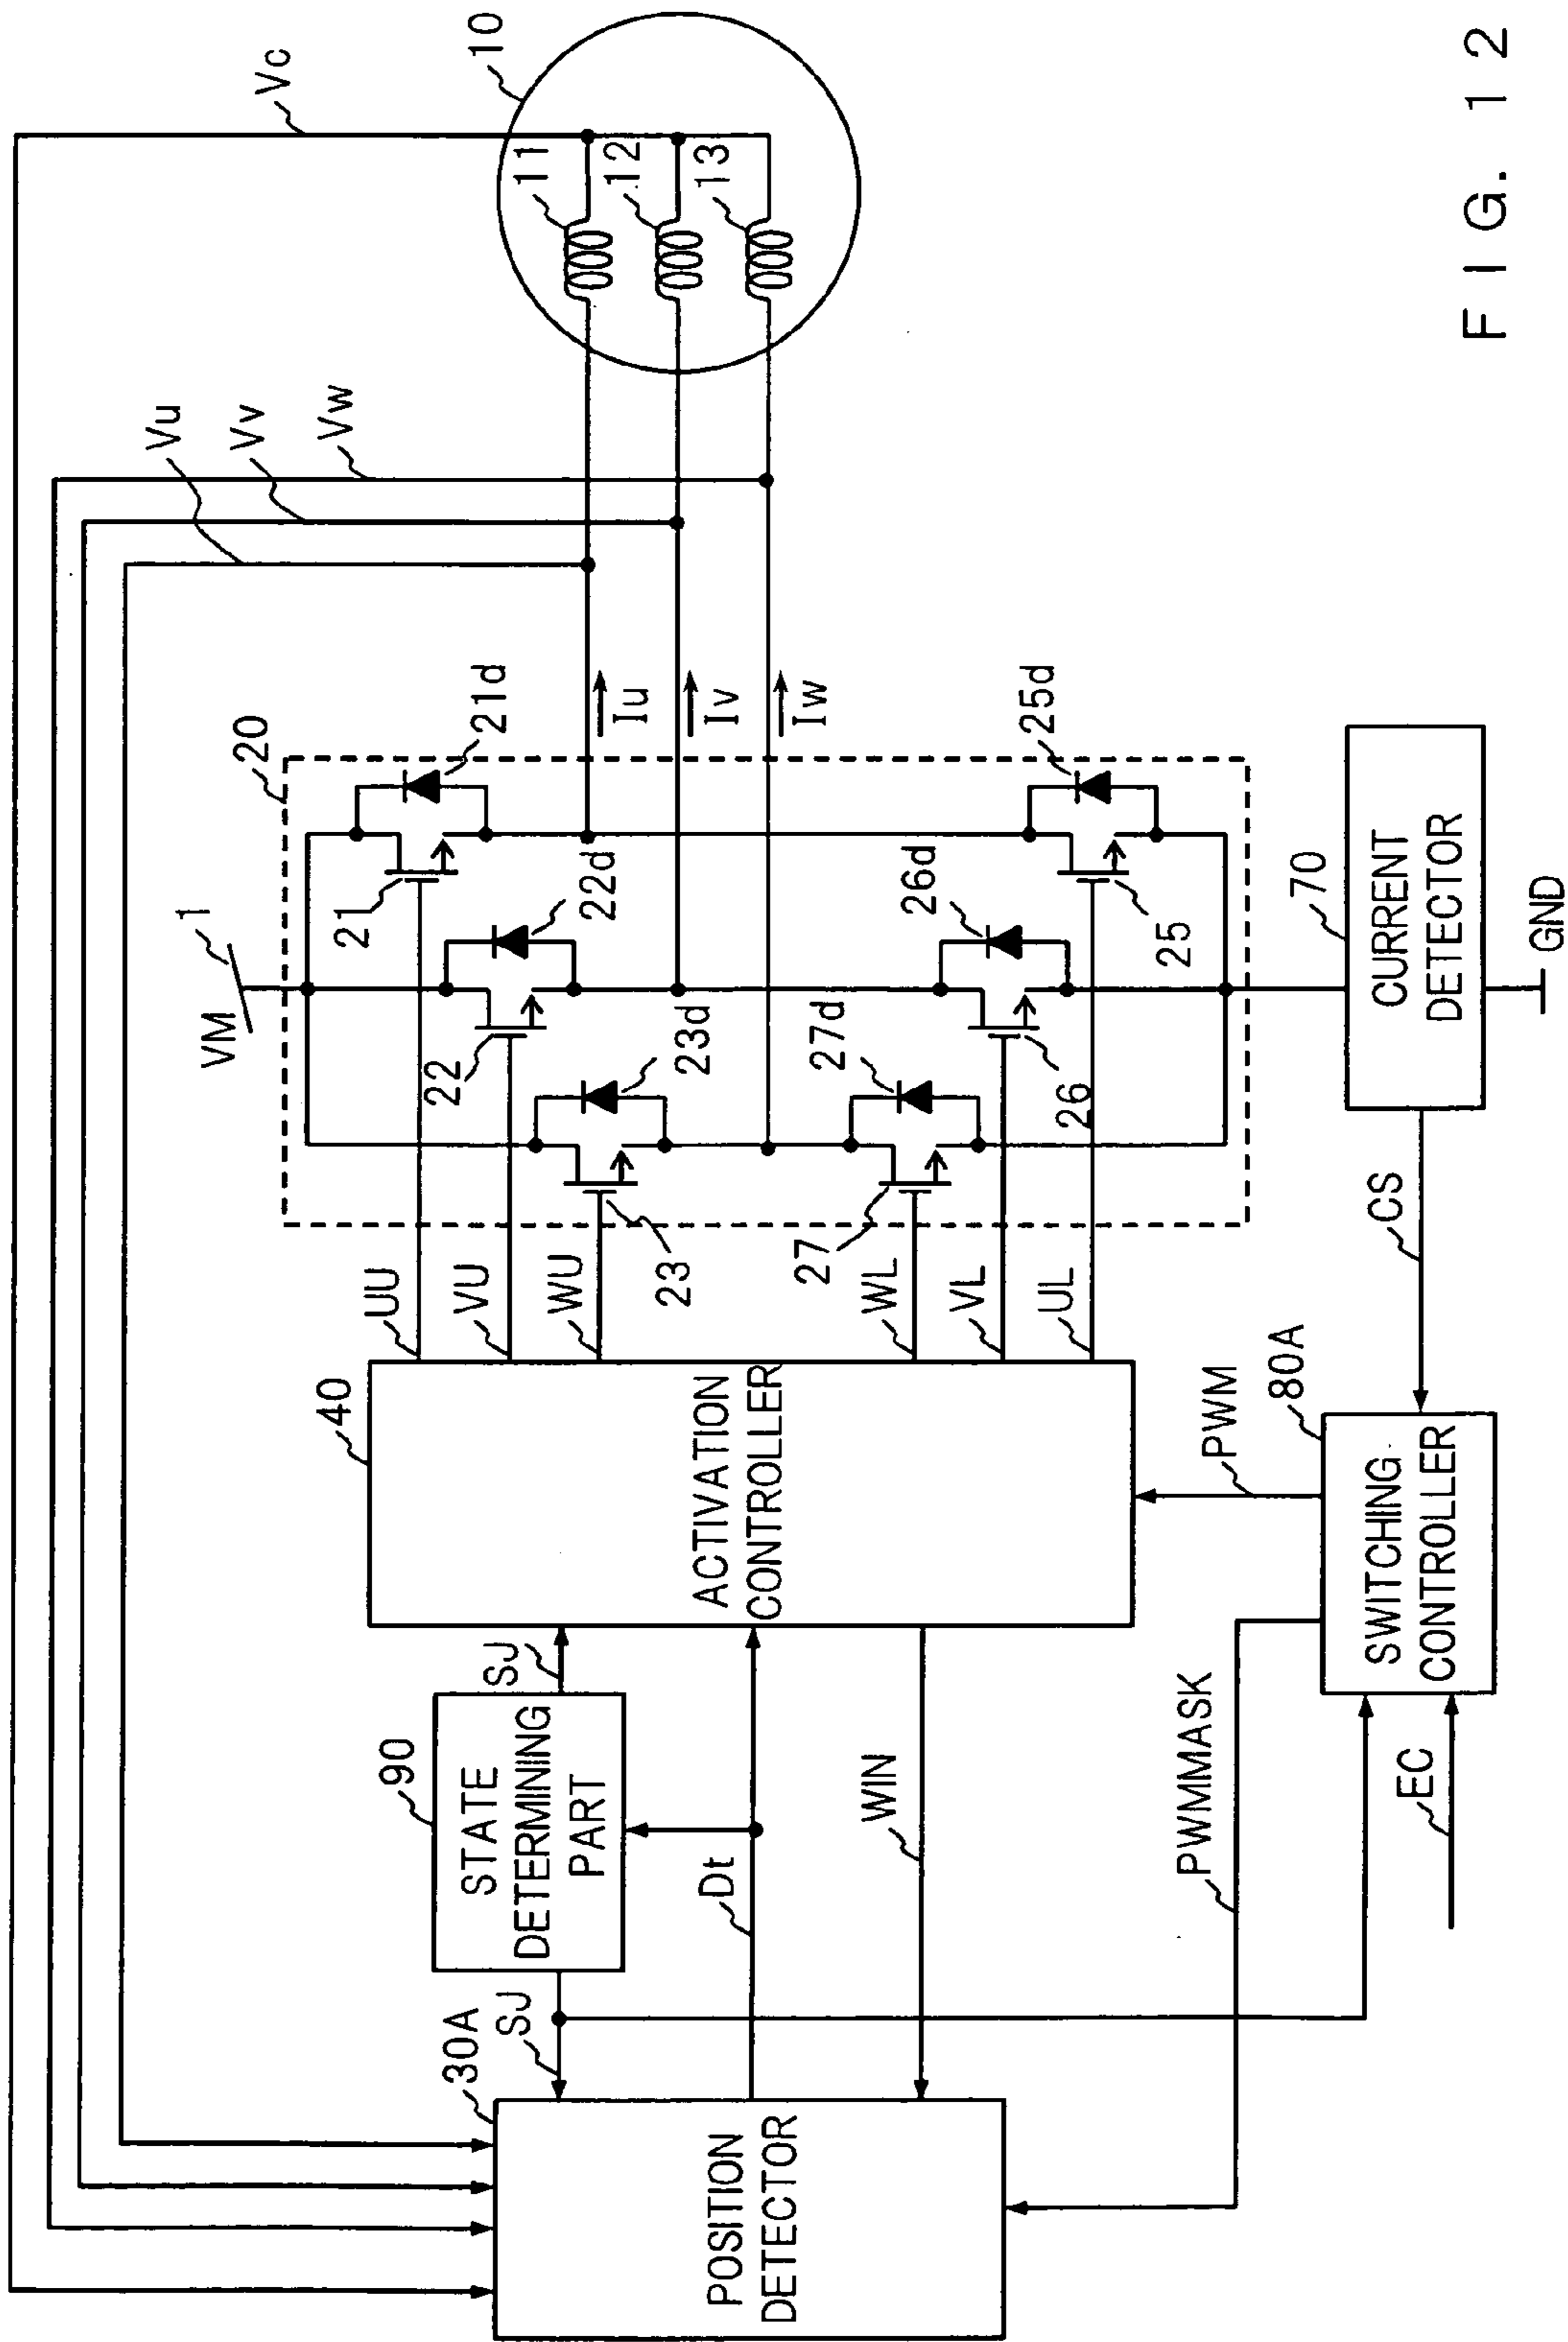 Vc
10
11
12
13
Vu
Vv
Vw
20
VM
1
21
21d
22
22d
23
23d
Iu
Iv
Iw
25
25d
26
26d
27
27d
UU
VU
WU
WL
VL
UL
40
ACTIVATION
CONTROLLER
90
STATE
DETERMINING
PART
SJ
SJ
30A
POSITION
DETECTOR
Dt
WIN
PWMMASK
PWM
80A
SWITCHING
CONTROLLER
EC
CS
70
CURRENT
DETECTOR
GND
FIG. 12